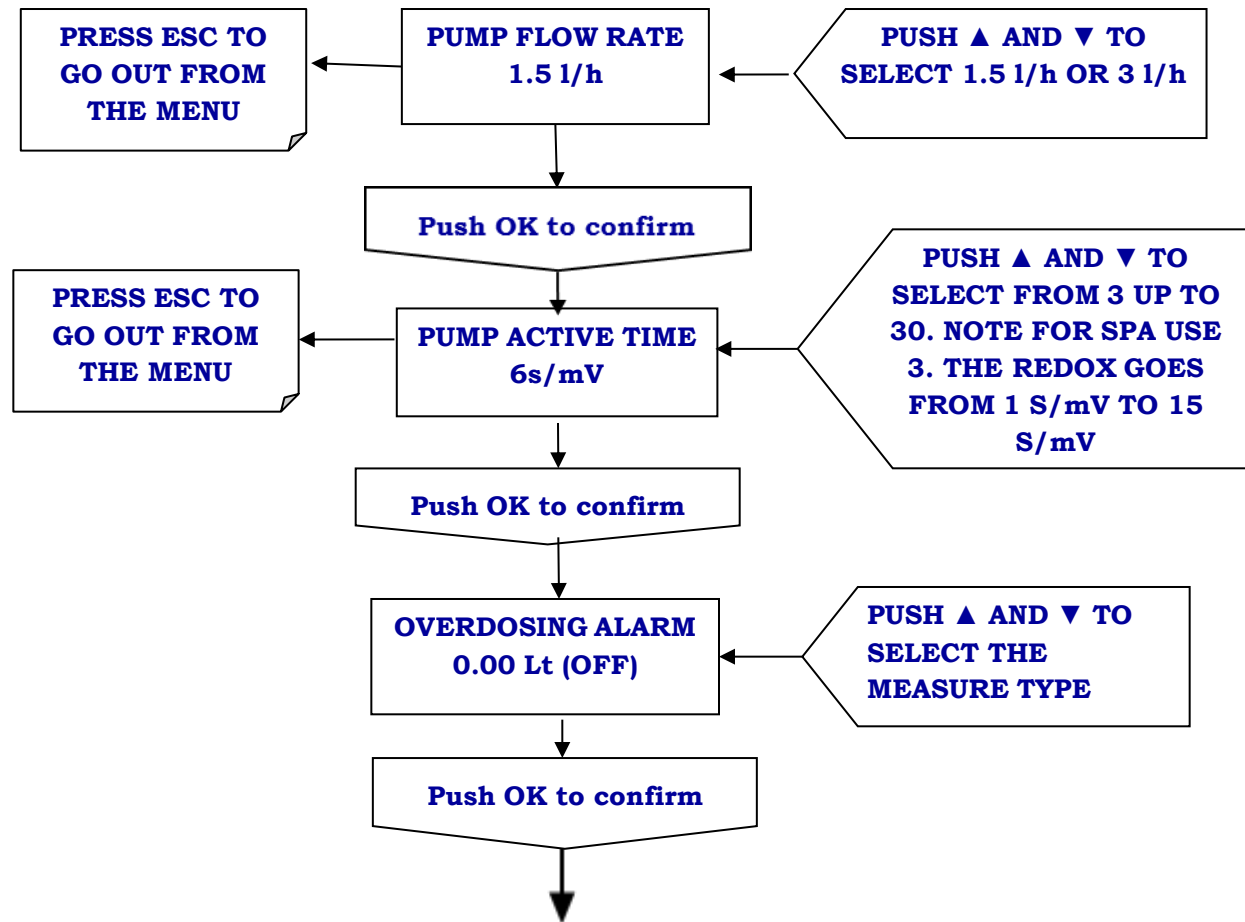 PRESS ESC TO
GO OUT FROM
THE MENU
PUMP FLOW RATE
1.5 l/h
PUSH ▲ AND ▼ TO
SELECT 1.5 l/h OR 3 l/h
Push OK to confirm
PRESS ESC TO
GO OUT FROM
THE MENU
PUMP ACTIVE TIME
6s/mV
PUSH ▲ AND ▼ TO
SELECT FROM 3 UP TO
30. NOTE FOR SPA USE
3. THE REDOX GOES
FROM 1 S/mV TO 15
S/mV
Push OK to confirm
OVERDOSING ALARM
0.00 Lt (OFF)
PUSH ▲ AND ▼ TO
SELECT THE
MEASURE TYPE
Push OK to confirm